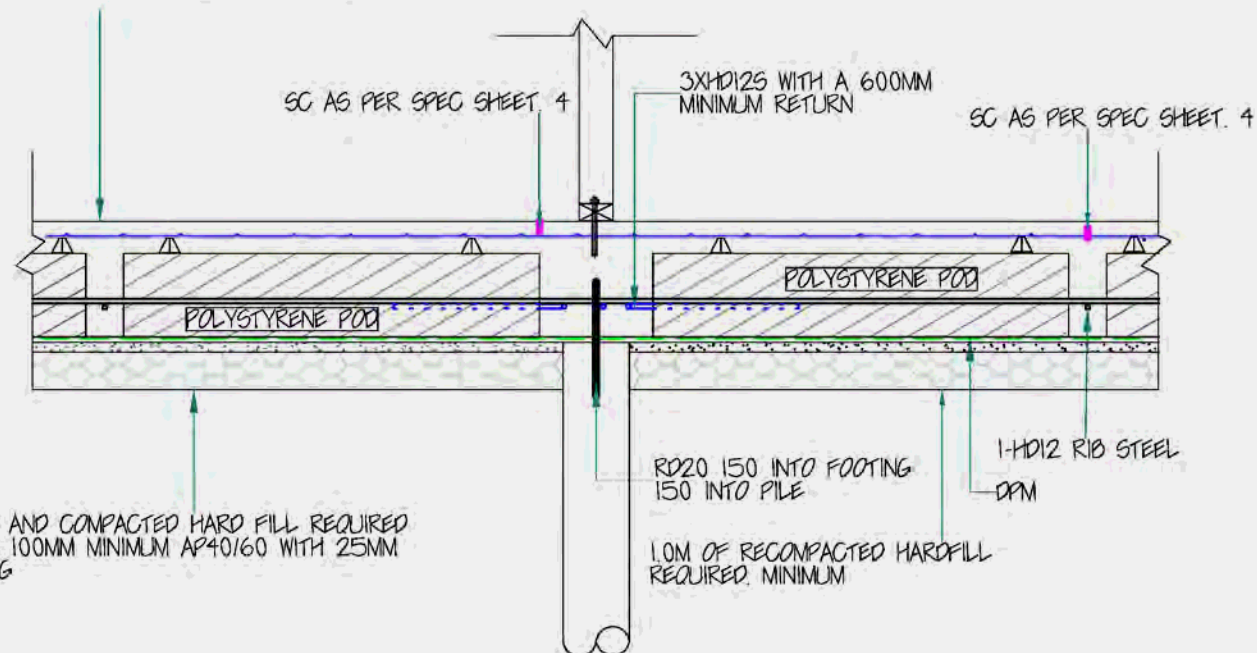 SC AS PER SPEC SHEET. 4
3XHD12S WITH A 600MM
MINIMUM RETURN
SC AS PER SPEC SHEET. 4
POLYSTYRENE POD
POLYSTYRENE POD
1-HD12 RIB STEEL
DPM
RD20 150 INTO FOOTING
150 INTO PILE
AND COMPACTED HARD FILL REQUIRED
100MM MINIMUM AP40/60 WITH 25MM
G
1.0M OF RECOMPACTED HARDFILL
REQUIRED. MINIMUM